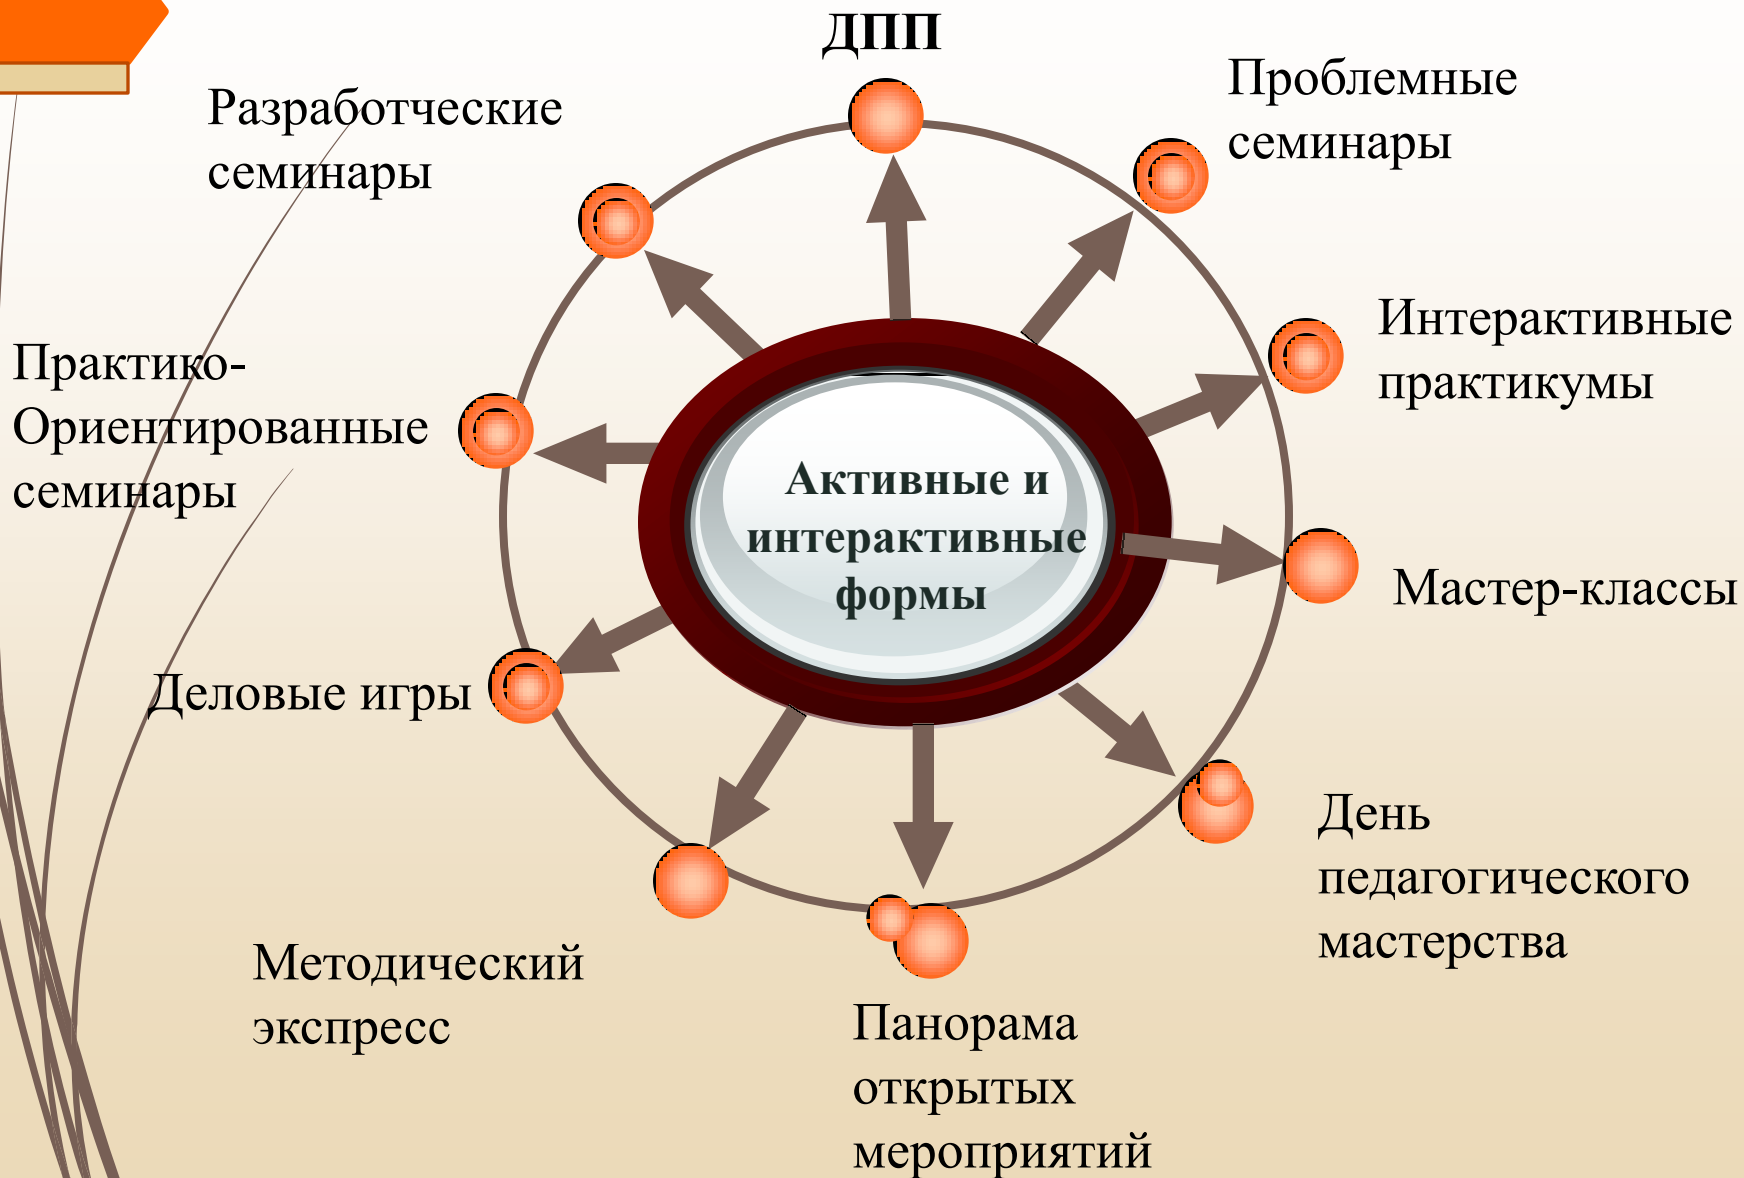 ДПП
Проблемные
семинары
Интерактивные
практикумы
Мастер-классы
День
педагогического
мастерства
Панорама
открытых
мероприятий
Методический
экспресс
Деловые игры
Практико-
Ориентированные
семинары
Разработческие
семинары
Активные и
интерактивные
формы